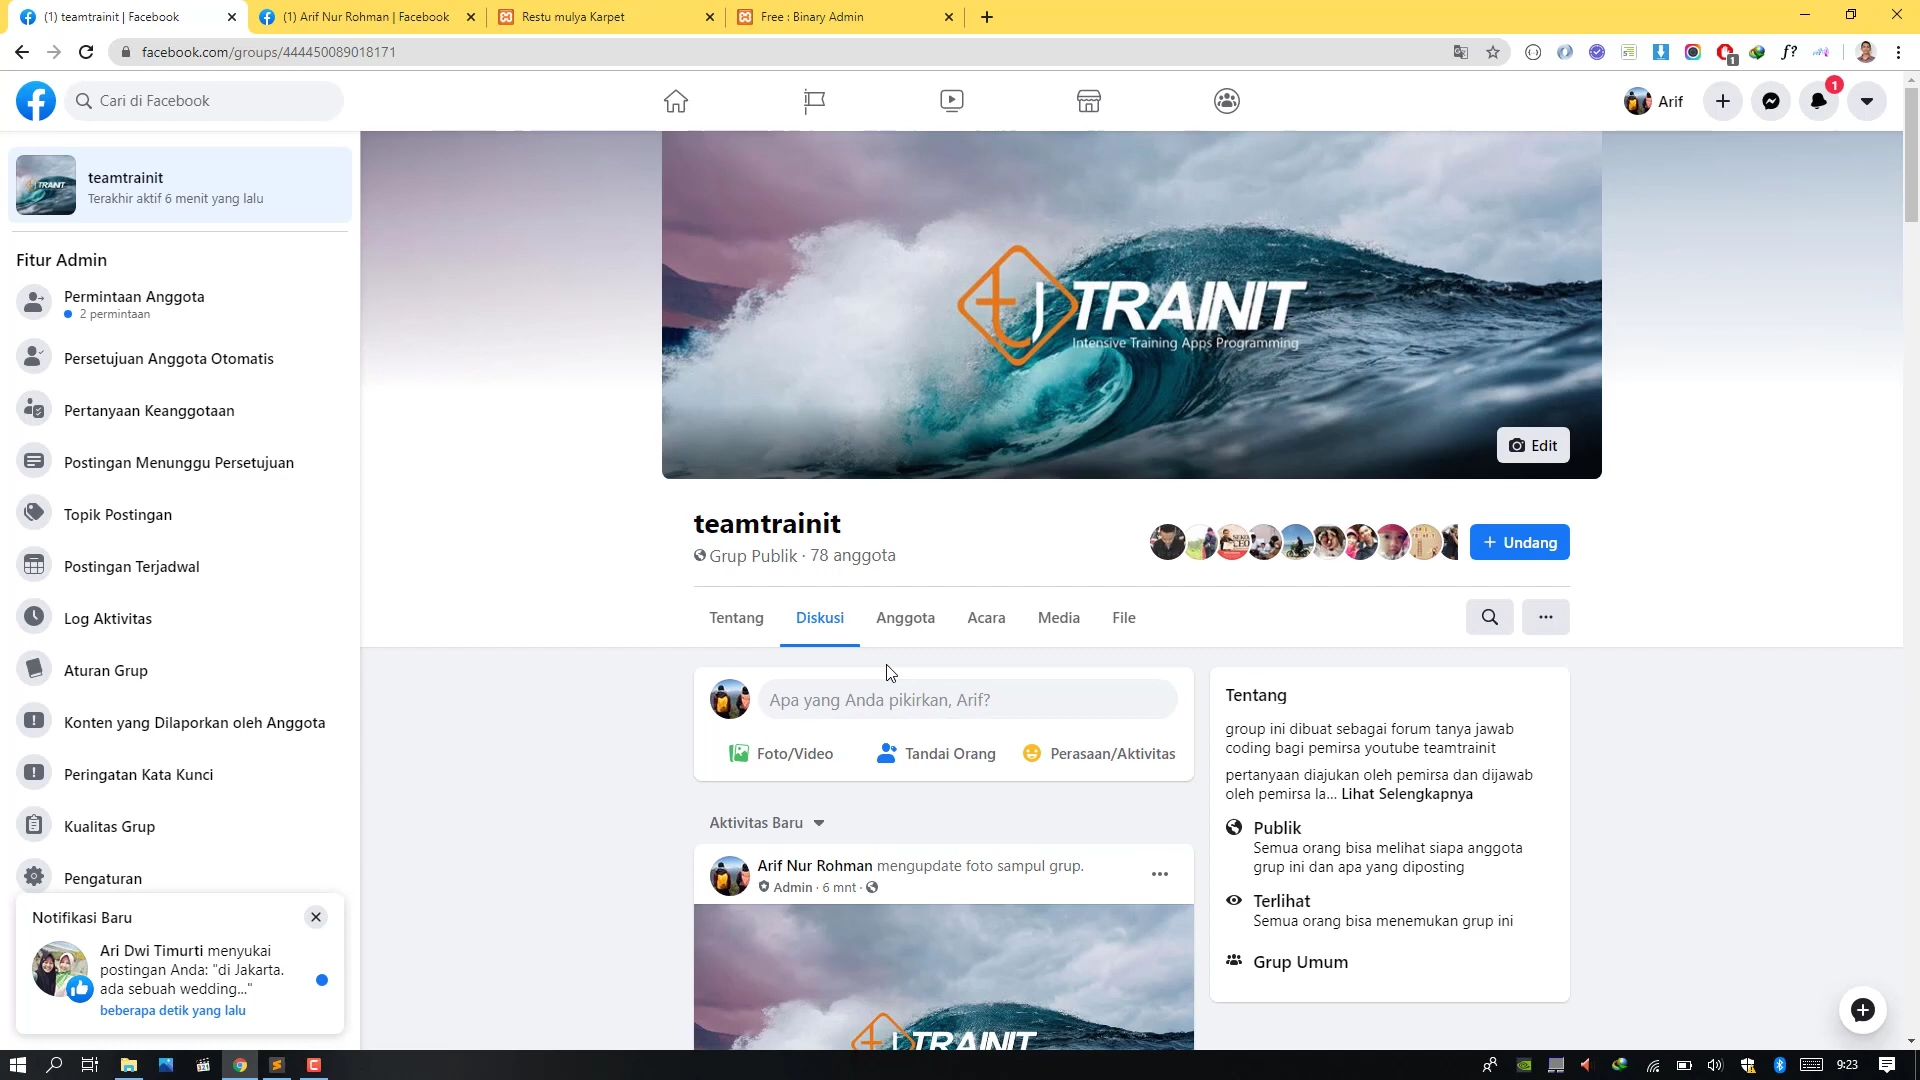 (1) teamtrainit | Facebook
(1) Arif Nur Rohman | Facebook
Restu mulya Karpet
Free : Binary Admin
facebook.com/groups/444450089018171
1
f?
Cari di Facebook
Arif
1
teamtrainit
Terakhir aktif 6 menit yang lalu
Fitur Admin
Permintaan Anggota
2 permintaan
Persetujuan Anggota Otomatis
Pertanyaan Keanggotaan
Postingan Menunggu Persetujuan
Topik Postingan
Postingan Terjadwal
Log Aktivitas
Aturan Grup
Konten yang Dilaporkan oleh Anggota
Peringatan Kata Kunci
Kualitas Grup
Pengaturan
Notifikasi Baru
Ari Dwi Timurti menyukai
postingan Anda: "di Jakarta.
ada sebuah wedding..."
beberapa detik yang lalu
TRAINIT
Intensive Training Apps Programming
Edit
teamtrainit
Grup Publik · 78 anggota
+ Undang
Tentang
Diskusi
Anggota
Acara
Media
File
Apa yang Anda pikirkan, Arif?
Foto/Video
Tandai Orang
Perasaan/Aktivitas
Aktivitas Baru
Arif Nur Rohman mengupdate foto sampul grup.
Admin · 6 mnt ·
TRAINIT
Tentang
group ini dibuat sebagai forum tanya jawab
coding bagi pemirsa youtube teamtrainit
pertanyaan diajukan oleh pemirsa dan dijawab
oleh pemirsa la... Lihat Selengkapnya
Publik
Semua orang bisa melihat siapa anggota
grup ini dan apa yang diposting
Terlihat
Semua orang bisa menemukan grup ini
Grup Umum
9:23